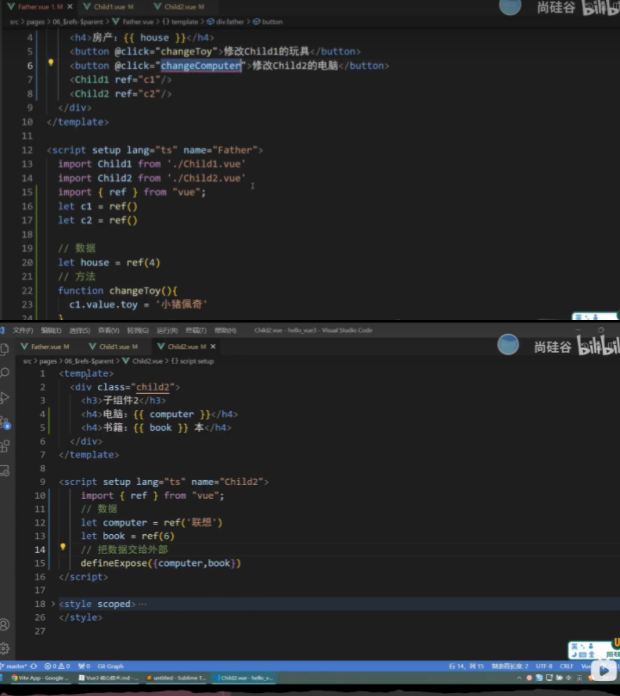 Father.vue 1, M
Child1.vue M
Child2.vue M
尚硅谷 bilibili
src > pages > 06_$refs-$parent > Father.vue > {} template > div.father > button
4 <h4>房产：{{ house }}</h4>
5 <button @click="changeToy">修改Child1的玩具</button>
6 <button @click="changeComputer">修改Child2的电脑</button>
7 <Child1 ref="c1"/>
8 <Child2 ref="c2"/>
9 </div>
10 </template>
11
12 <script setup lang="ts" name="Father">
13 import Child1 from './Child1.vue'
14 import Child2 from './Child2.vue'
15 import { ref } from "vue";
16 let c1 = ref()
17 let c2 = ref()
18
19 // 数据
20 let house = ref(4)
21 // 方法
22 function changeToy(){
23 c1.value.toy = '小猪佩奇'
24 }
文件(F) 编辑(E) 选择(S) 查看(V) 转到(G) 运行(R) 终端(T) 帮助(H)
Child2.vue - hello_vue3 - Visual Studio Code
Father.vue M
Child1.vue M
Child2.vue M
尚硅谷 bilibili
src > pages > 06_$refs-$parent > Child2.vue > {} script setup
1 <template>
2 <div class="child2">
3 <h3>子组件2</h3>
4 <h4>电脑：{{ computer }}</h4>
5 <h4>书籍：{{ book }} 本</h4>
6 </div>
7 </template>
8
9 <script setup lang="ts" name="Child2">
10 import { ref } from "vue";
11 // 数据
12 let computer = ref('联想')
13 let book = ref(6)
14 // 把数据交给外部
15 defineExpose({computer,book})
16 </script>
17
18 <style scoped>…
26 </style>
27
master* 0 0 Git Graph
行 14, 列 15 UTF-8 CRLF
Vite App - Google ... untitled - Sublime T... Child2.vue - hello_v...